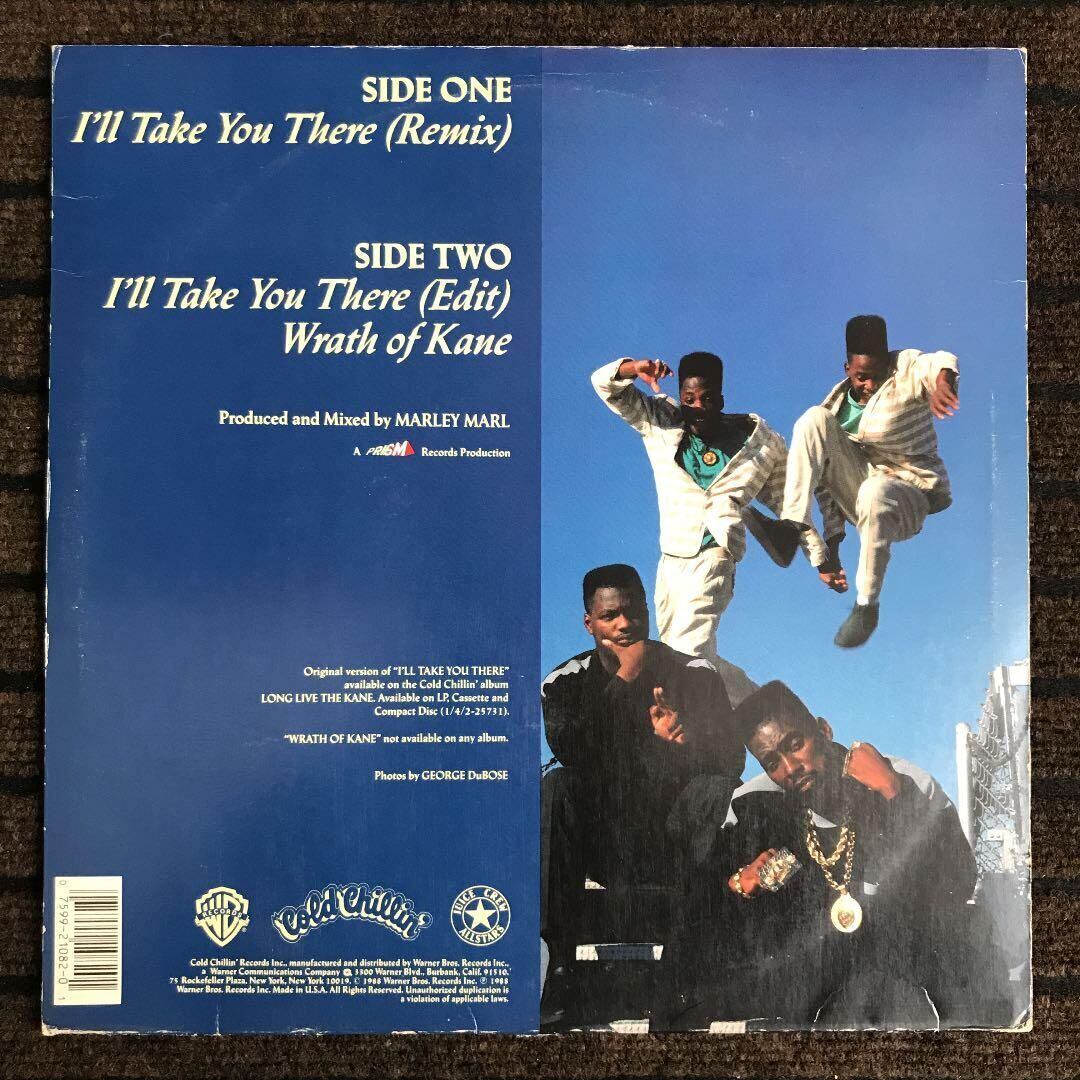 SIDE ONE
I'll Take You There (Remix)
SIDE TWO
I'll Take You There (Edit)
Wrath of Kane
Produced and Mixed by MARLEY MARL
A PRISM Records Production
Original version of "I'LL TAKE YOU THERE"
available on the Cold Chillin' album
LONG LIVE THE KANE. Available on LP, Cassette and
Compact Disc (1/4/2-25731).
"WRATH OF KANE" not available on any album.
Photos by GEORGE DuBOSE
0 7599-21082-0 1
WB RECORDS
Cold Chillin'
JUICE CREW
ALLSTARS
Cold Chillin' Records Inc., manufactured and distributed by Warner Bros. Records Inc.,
a Warner Communications Company, 3300 Warner Blvd., Burbank, Calif. 91510.
75 Rockefeller Plaza, New York, New York 10019. © 1988 Warner Bros. Records Inc. ℗ 1988
Warner Bros. Records Inc. Made in U.S.A. All Rights Reserved. Unauthorized duplication is
a violation of applicable laws.